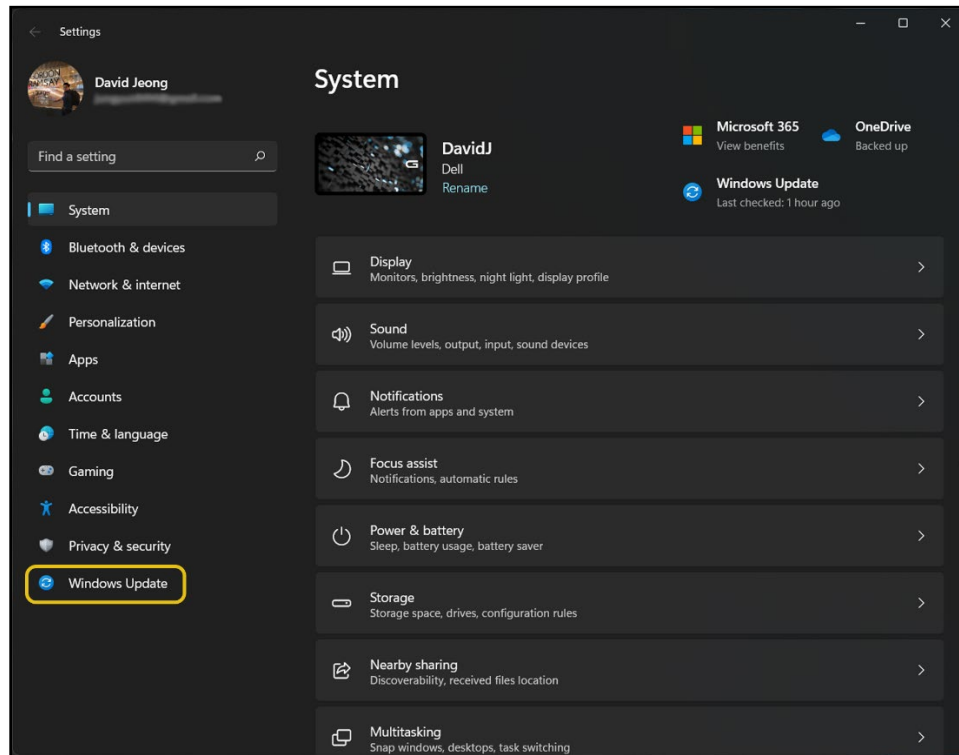 Settings
David Jeong
Find a setting
System
Bluetooth & devices
Network & internet
Personalization
Apps
Accounts
Time & language
Gaming
Accessibility
Privacy & security
Windows Update
System
DavidJ
Dell
Rename
Microsoft 365
View benefits
OneDrive
Backed up
Windows Update
Last checked: 1 hour ago
Display
Monitors, brightness, night light, display profile
Sound
Volume levels, output, input, sound devices
Notifications
Alerts from apps and system
Focus assist
Notifications, automatic rules
Power & battery
Sleep, battery usage, battery saver
Storage
Storage space, drives, configuration rules
Nearby sharing
Discoverability, received files location
Multitasking
Snap windows, desktops, task switching